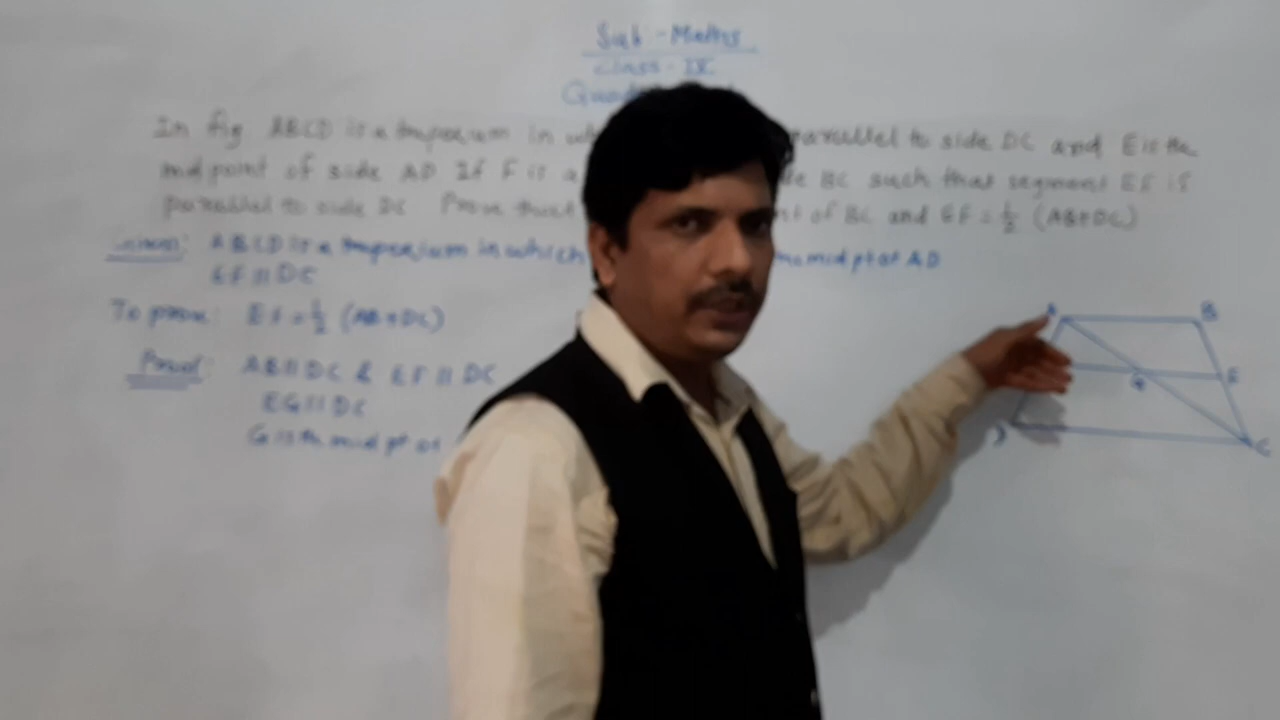 Sub - Maths
Class - IX
Quad
In fig ABCD is a trapezium in wh parallel to side DC and E is the
mid point of side AD If F is a BC such that segment EF is
parallel to side DC Prove that of BC and EF = 1/2 (AB+DC)
Given: ABCD is a trapezium in which mid pt of AD
EF || DC
To prove: EF = 1/2 (AB+DC)
Proof: AB || DC & EF || DC
EG || DC
G is the mid pt of
A B
G F
D C